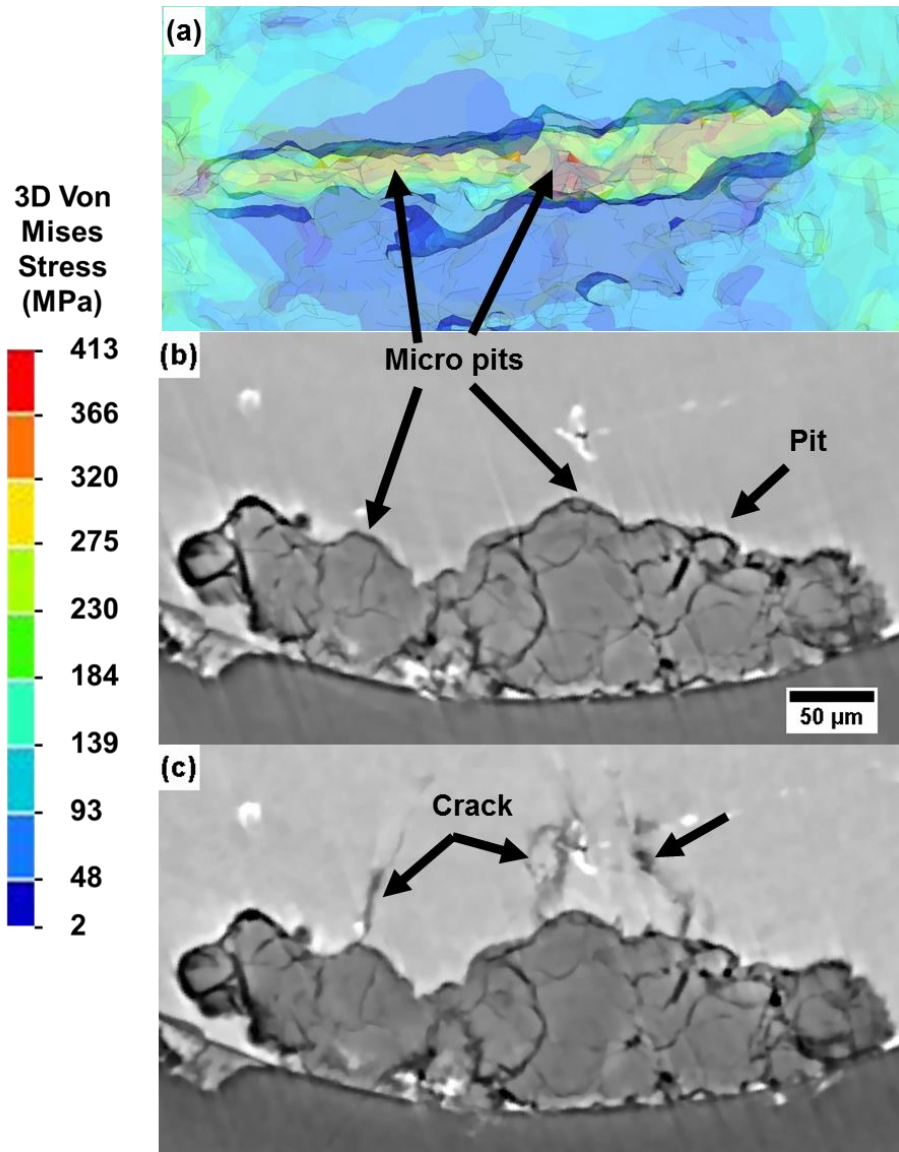 (a)
3D Von
Mises
Stress
(MPa)
413
366
320
275
230
184
139
93
48
2
Micro pits
(b)
Pit
50 µm
(c)
Crack